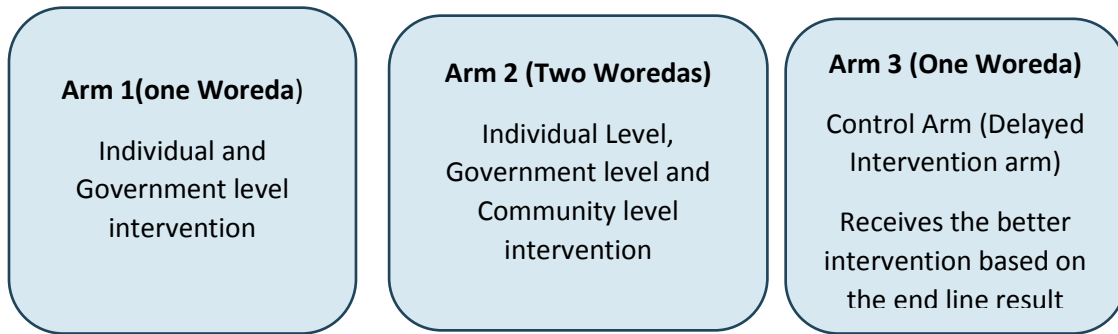 Arm 1(one Woreda)
Individual and
Government level
intervention
Arm 2 (Two Woredas)
Individual Level,
Government level and
Community level
intervention
Arm 3 (One Woreda)
Control Arm (Delayed
Intervention arm)
Receives the better
intervention based on
the end line result